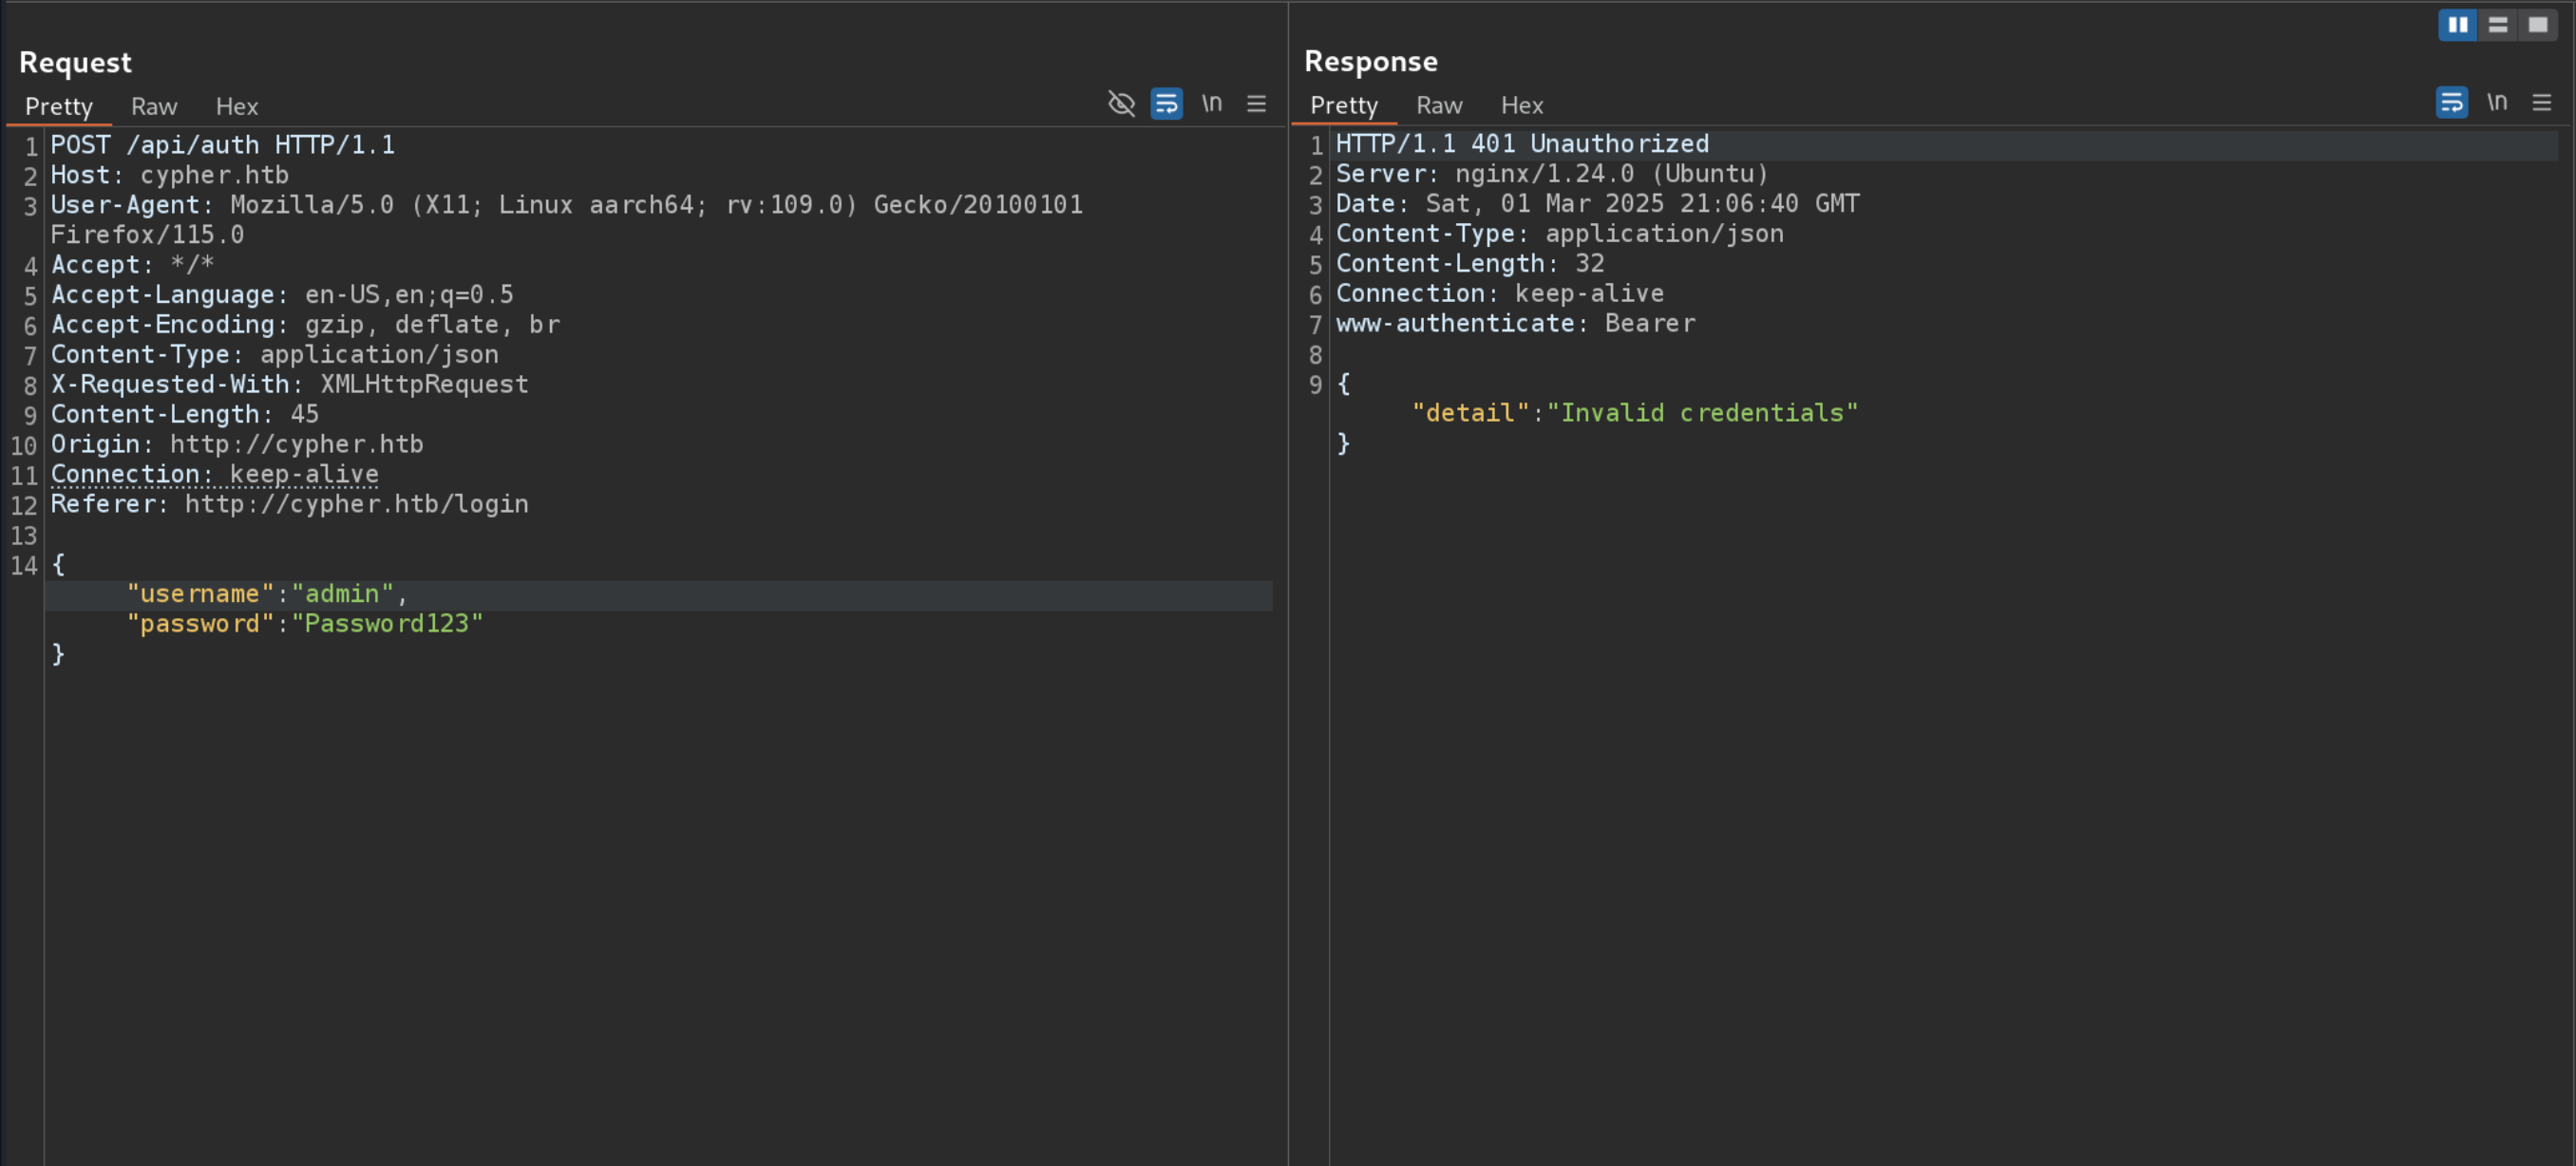 Request
Pretty Raw Hex
\n
1 POST /api/auth HTTP/1.1
2 Host: cypher.htb
3 User-Agent: Mozilla/5.0 (X11; Linux aarch64; rv:109.0) Gecko/20100101
Firefox/115.0
4 Accept: */*
5 Accept-Language: en-US,en;q=0.5
6 Accept-Encoding: gzip, deflate, br
7 Content-Type: application/json
8 X-Requested-With: XMLHttpRequest
9 Content-Length: 45
10 Origin: http://cypher.htb
11 Connection: keep-alive
12 Referer: http://cypher.htb/login
13
14 {
"username":"admin",
"password":"Password123"
}
Response
Pretty Raw Hex
\n
1 HTTP/1.1 401 Unauthorized
2 Server: nginx/1.24.0 (Ubuntu)
3 Date: Sat, 01 Mar 2025 21:06:40 GMT
4 Content-Type: application/json
5 Content-Length: 32
6 Connection: keep-alive
7 www-authenticate: Bearer
8
9 {
"detail":"Invalid credentials"
}